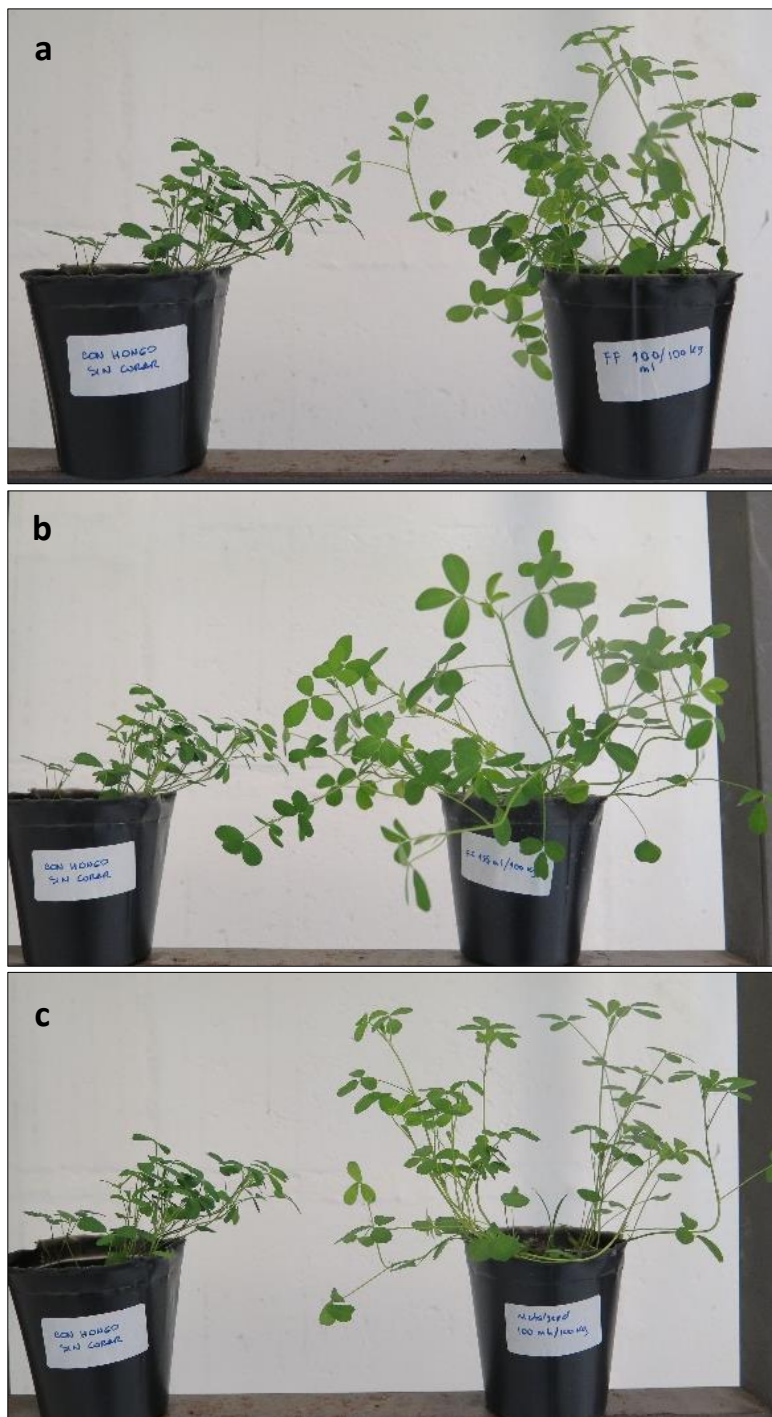 a
CON HONGO
SIN CURAR
FF 100/100 kg
ml
b
CON HONGO
SIN CURAR
ml/100 kg
c
CON HONGO
SIN CURAR
100 ml/100 kg